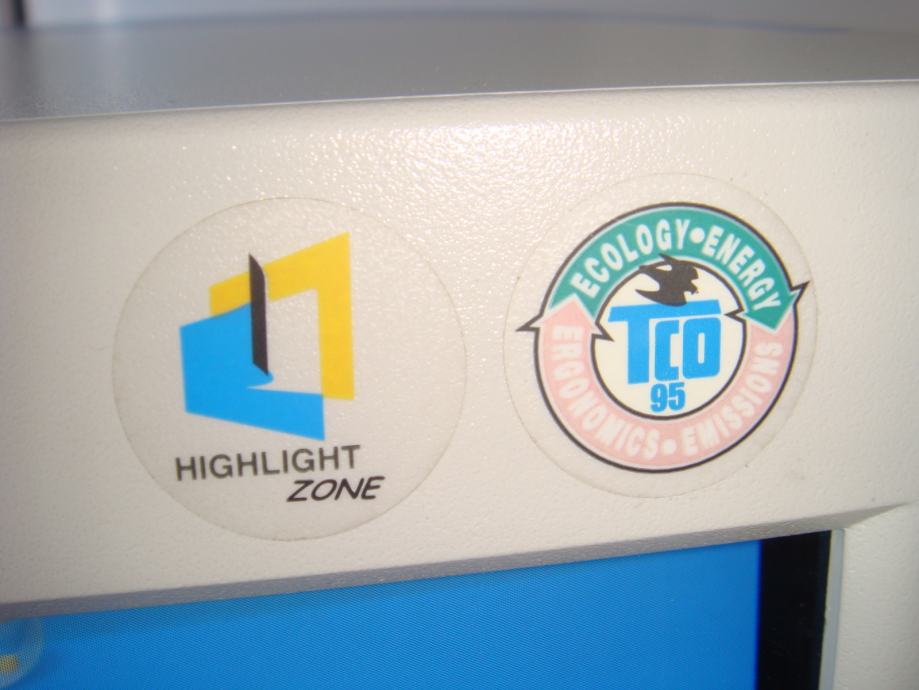 HIGHLIGHT
ZONE
ECOLOGY•ENERGY
TCO
95
ERGONOMICS•EMISSIONS